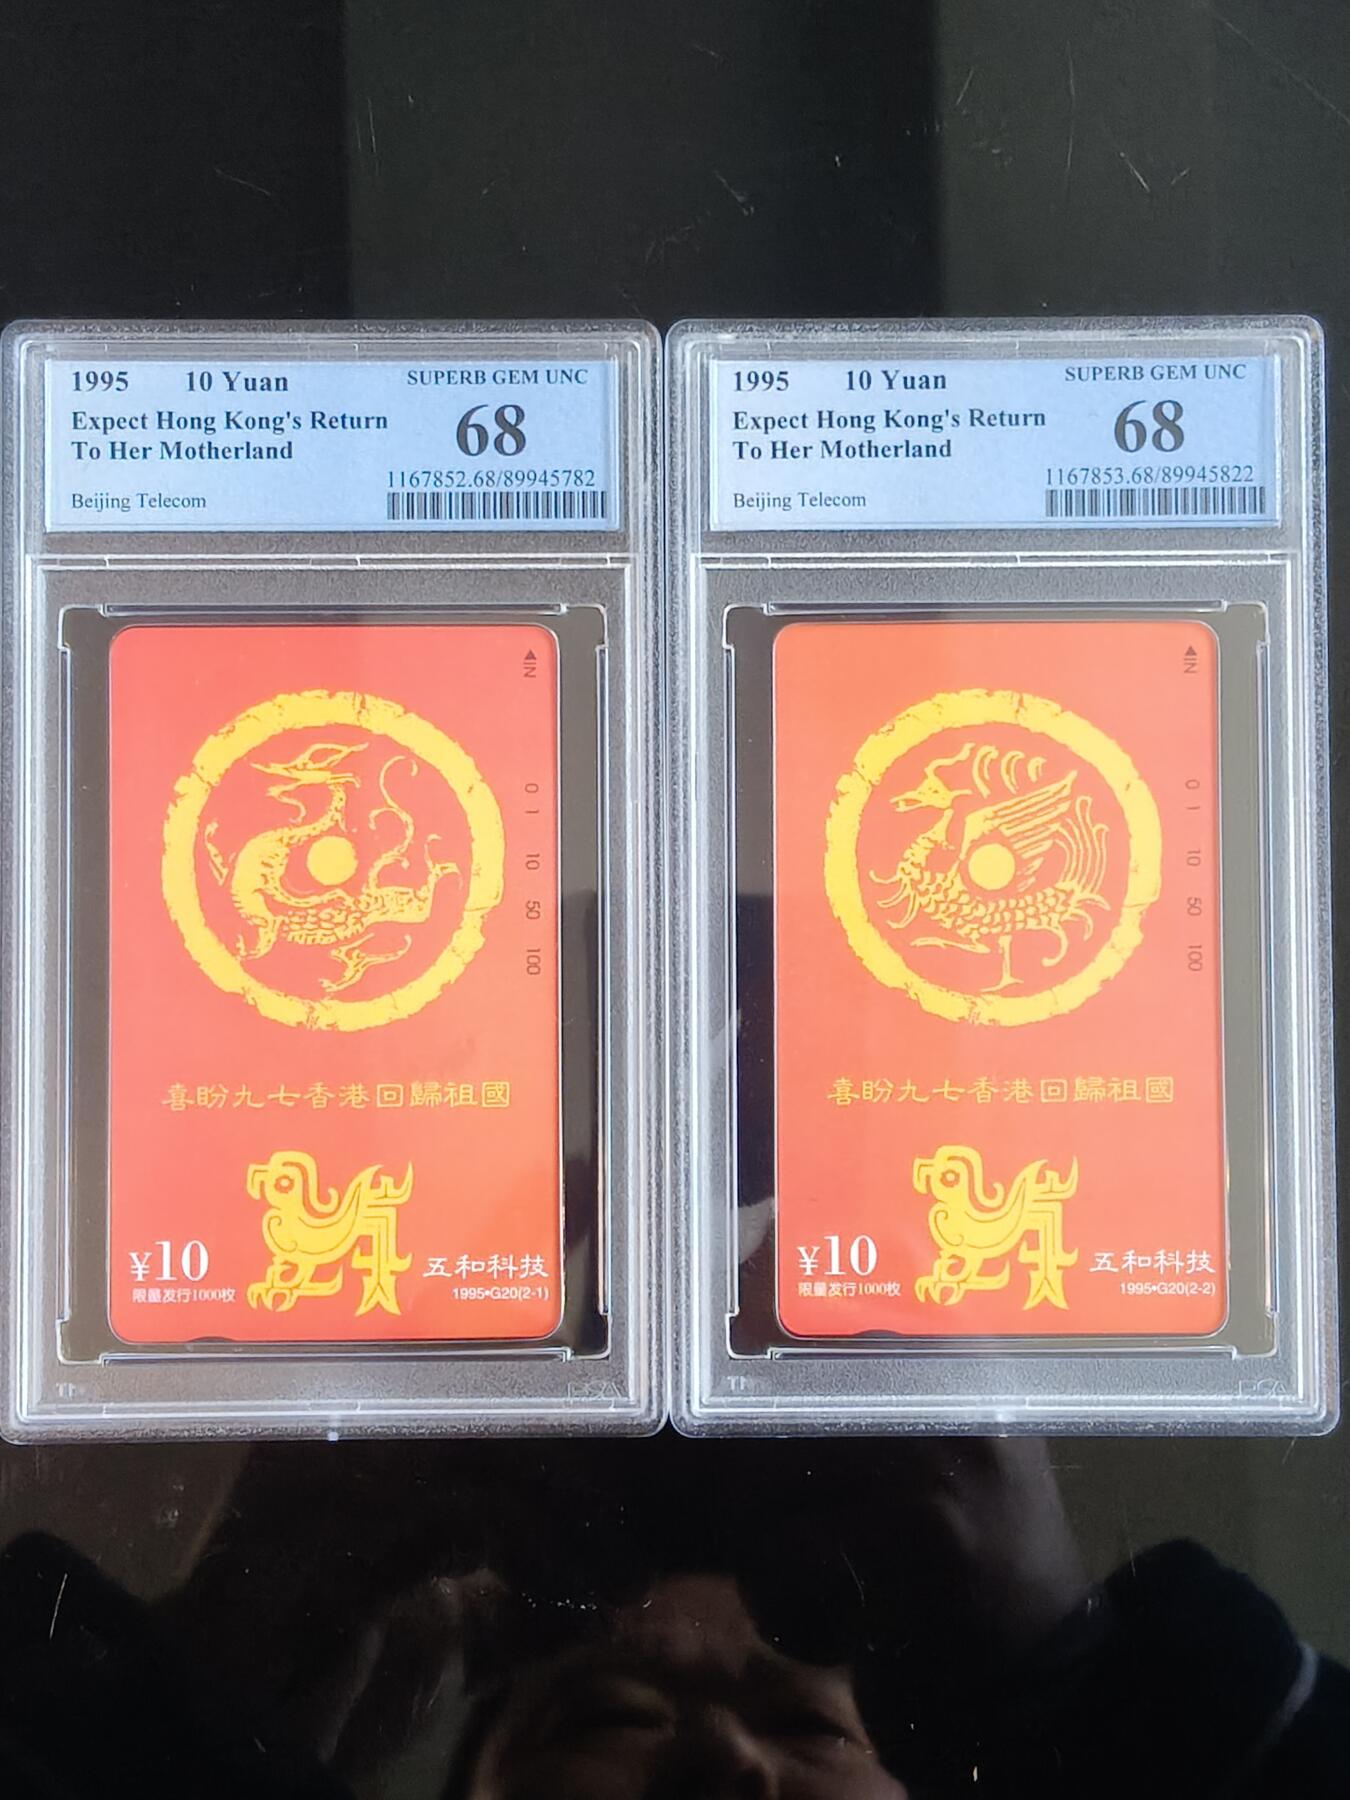 1995 10 Yuan
SUPERB GEM UNC
Expect Hong Kong's Return
To Her Motherland
68
1167852.68/89945782
Beijing Telecom
◀IN
0 1 10 50 100
喜盼九七香港回歸祖國
¥10
限量发行1000枚
五和科技
1995•G20(2-1)
1995 10 Yuan
SUPERB GEM UNC
Expect Hong Kong's Return
To Her Motherland
68
1167853.68/89945822
Beijing Telecom
◀IN
0 1 10 50 100
喜盼九七香港回歸祖國
¥10
限量发行1000枚
五和科技
1995•G20(2-2)